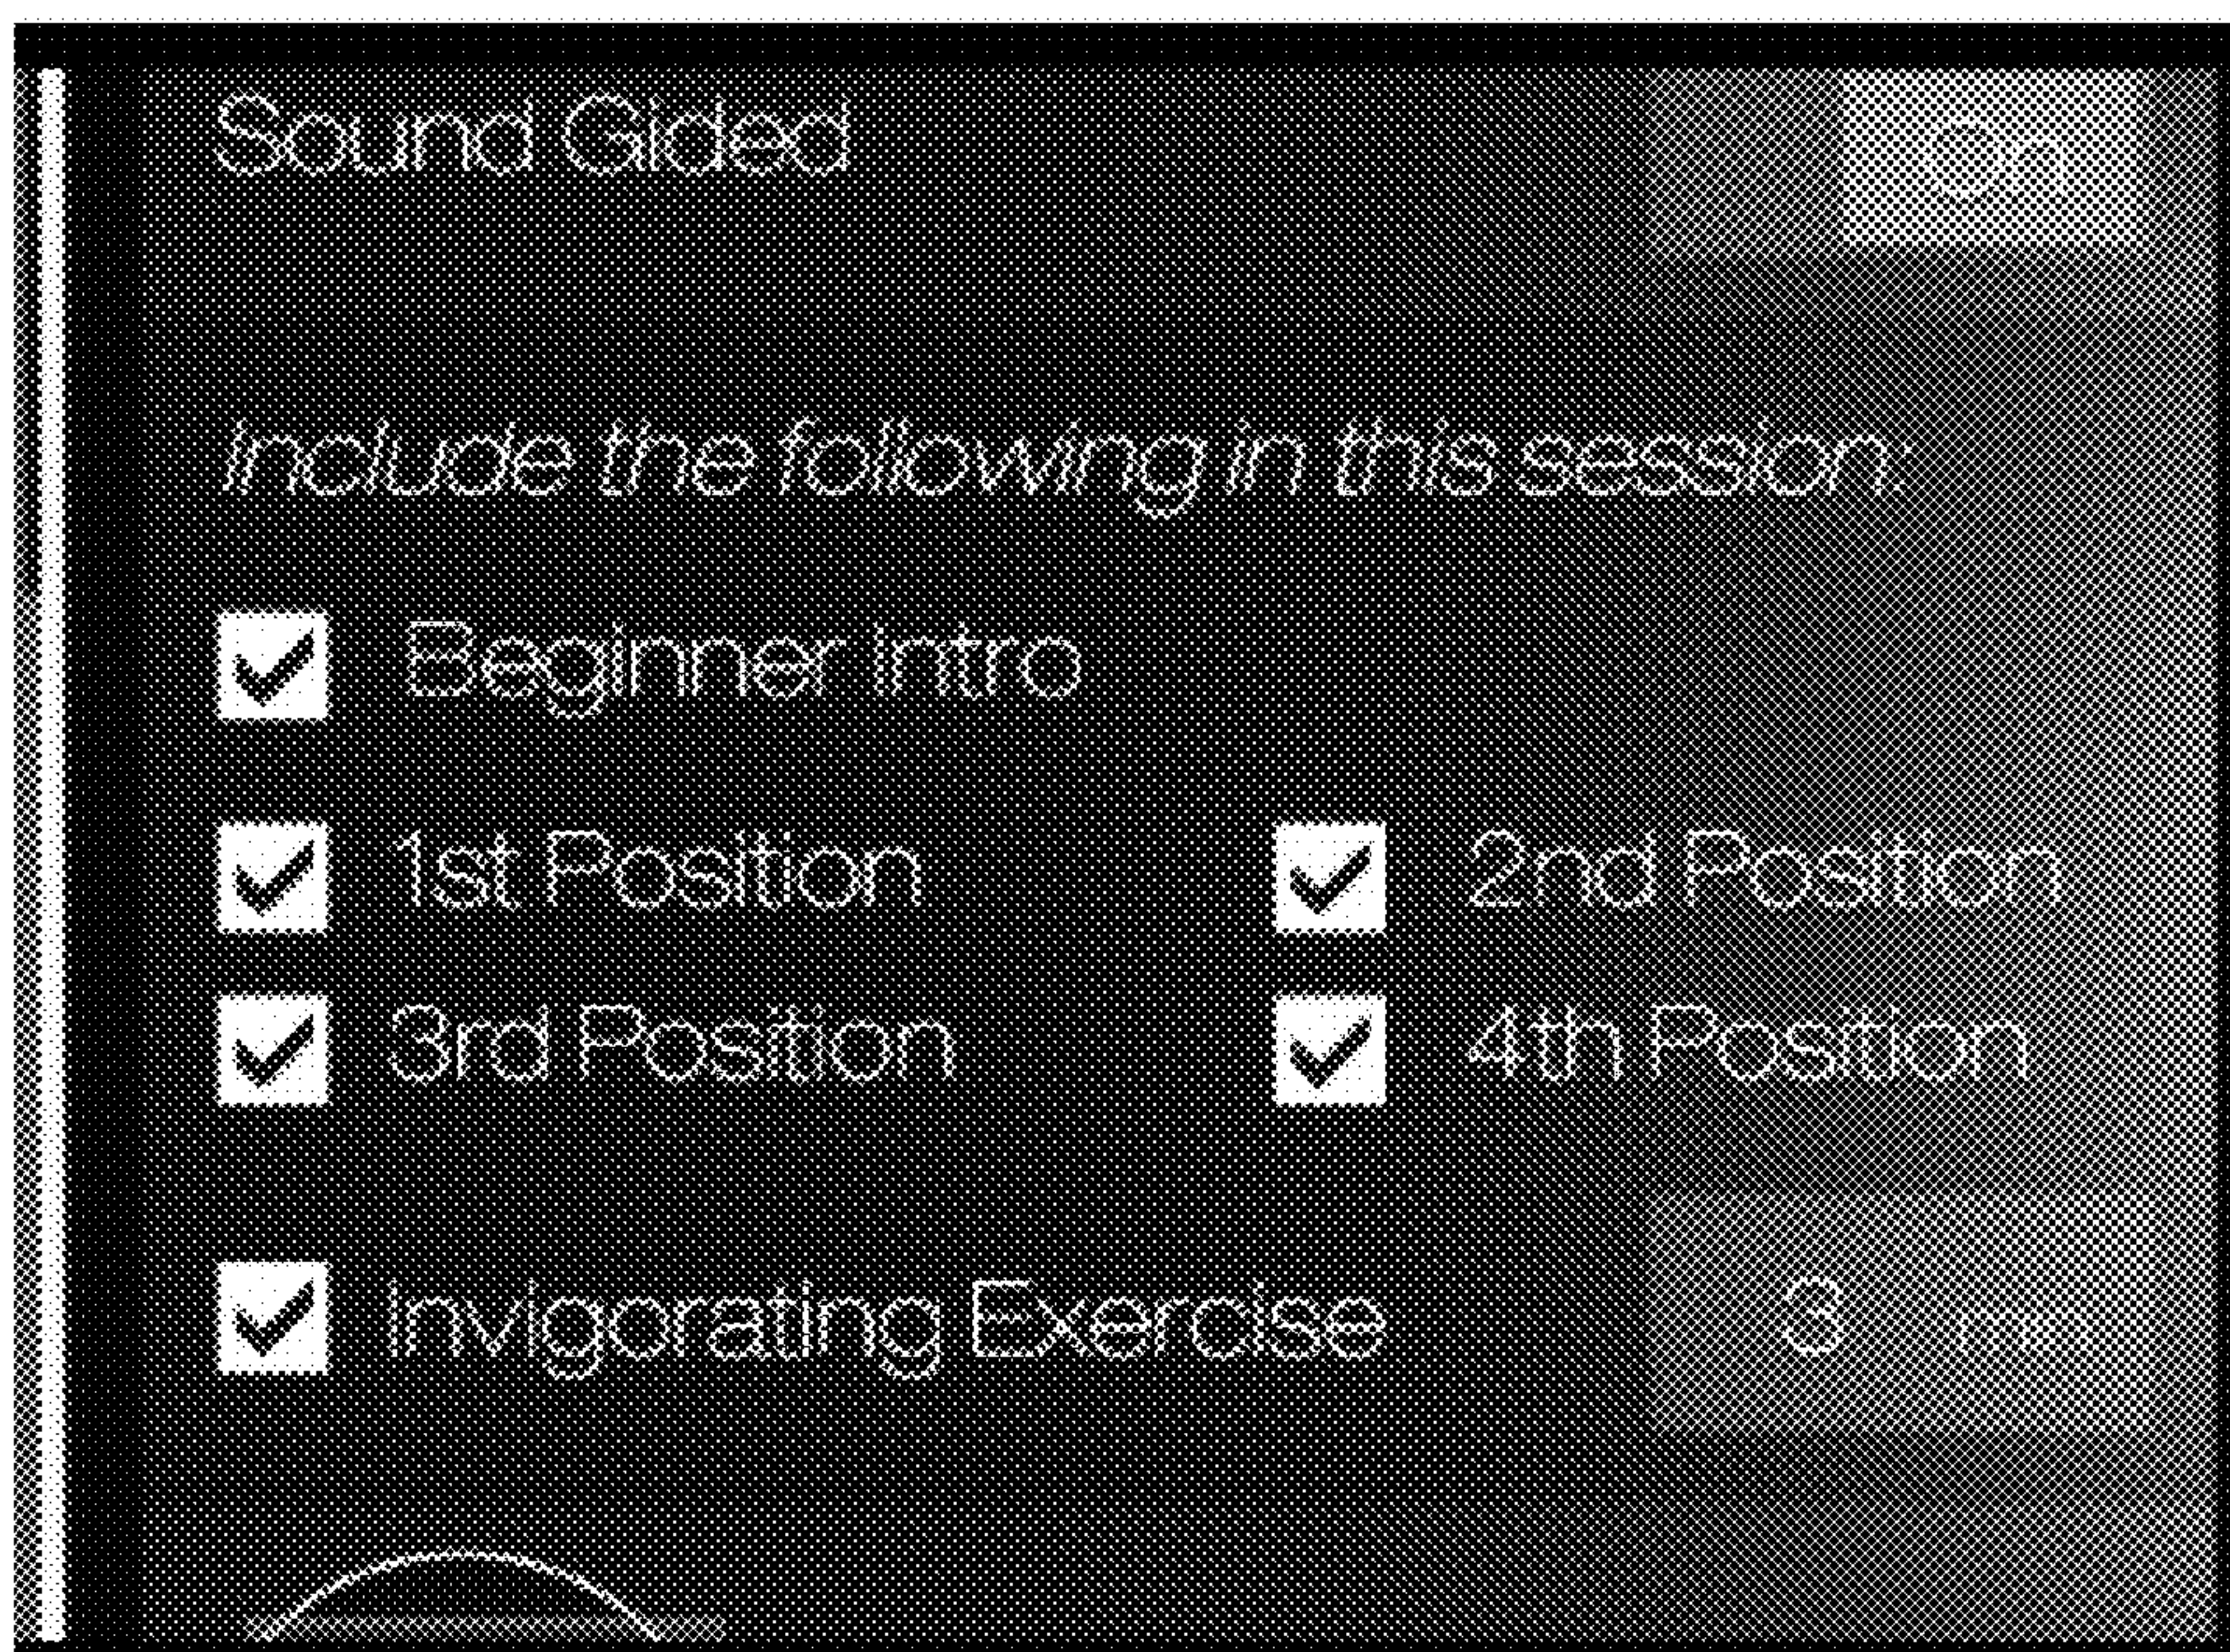 Sound Gided On
Include the following in this session:
Beginner Intro
1st Position 2nd Position
3rd Position 4th Position
Invigorating Exercise 3